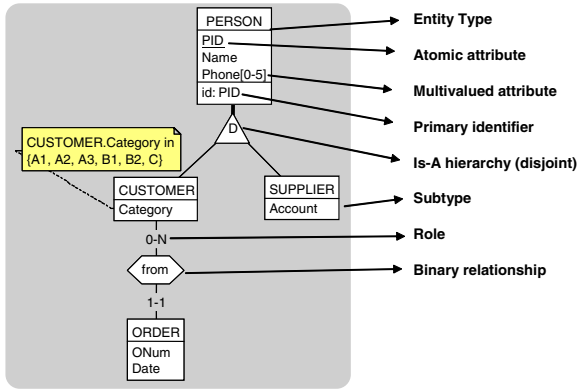 PERSON
PID
Name
Phone[0-5]
id: PID
D
CUSTOMER.Category in
{A1, A2, A3, B1, B2, C}
CUSTOMER
Category
SUPPLIER
Account
0-N
from
1-1
ORDER
ONum
Date
Entity Type
Atomic attribute
Multivalued attribute
Primary identifier
Is-A hierarchy (disjoint)
Subtype
Role
Binary relationship